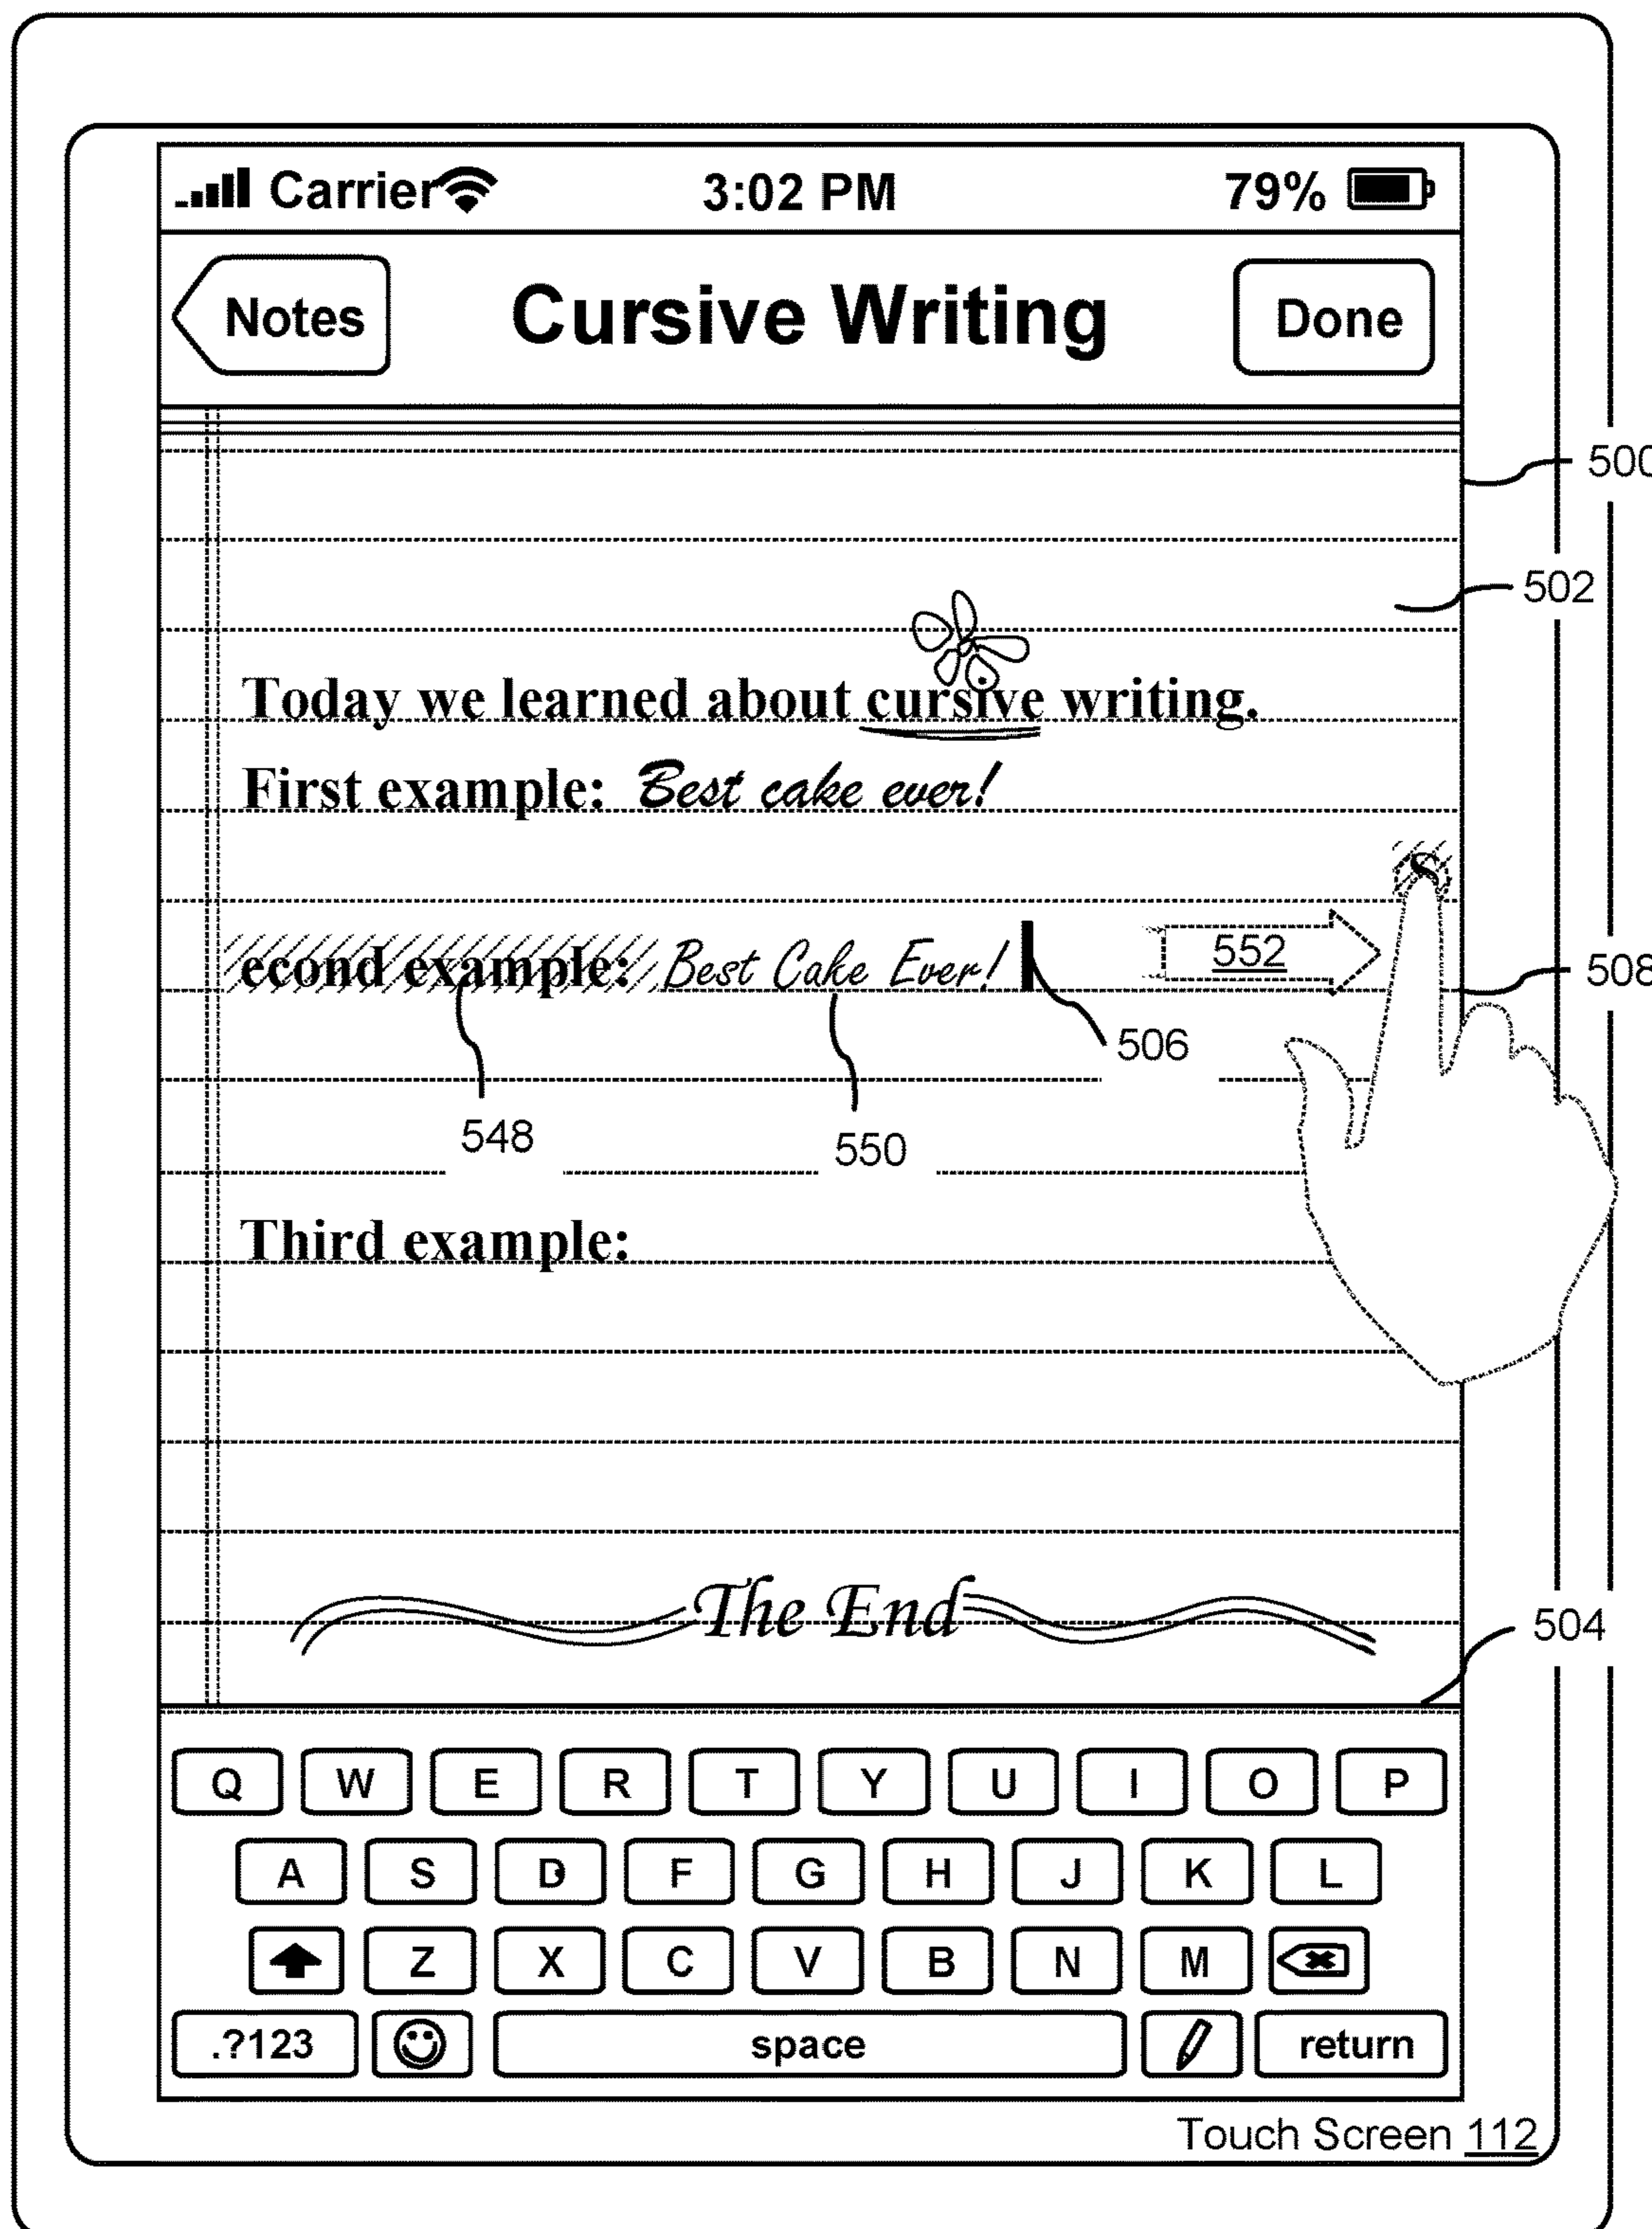 Carrier 3:02 PM 79%
Notes Cursive Writing Done
500
502
Today we learned about cursive writing.
First example: Best cake ever!
S
econd example: Best Cake Ever! 552
508
506
548
550
Third example:
The End
504
Q W E R T Y U I O P
A S D F G H J K L
Z X C V B N M
.?123 space return
Touch Screen 112